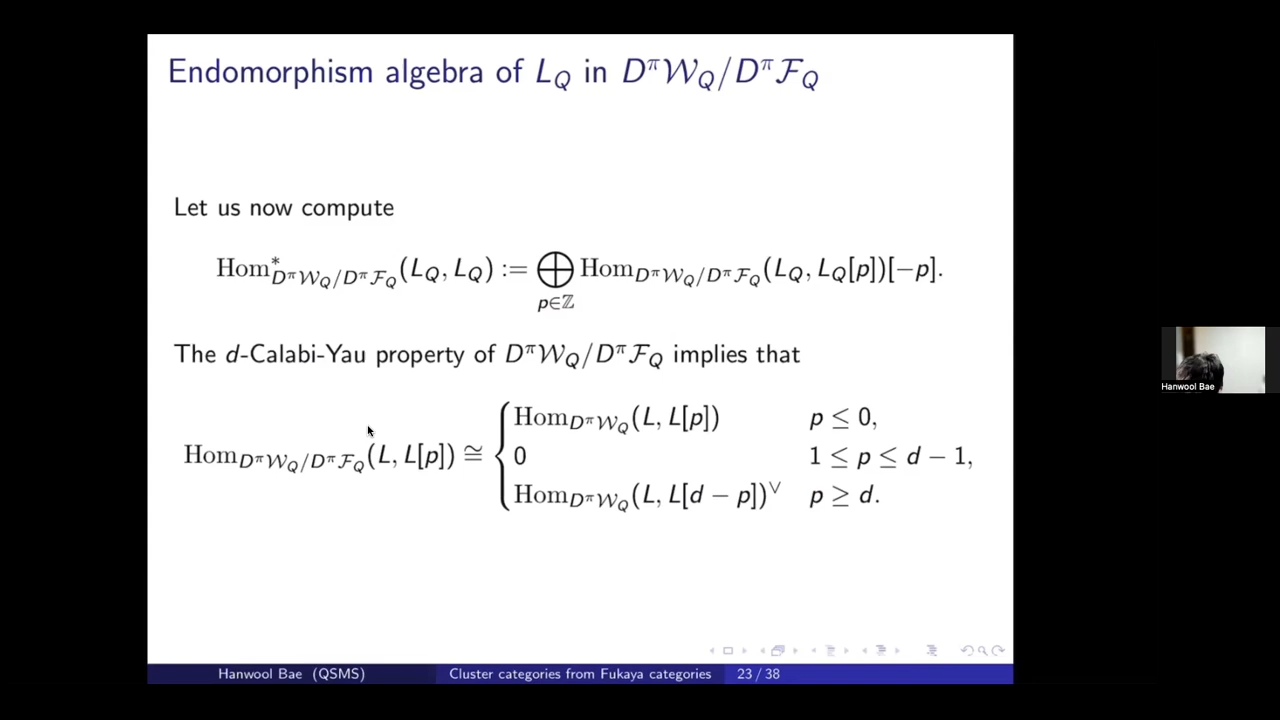 Endomorphism algebra of L_Q in D^πW_Q/D^πF_Q
Let us now compute
Hom^*_{D^πW_Q/D^πF_Q}(L_Q, L_Q) := ⊕_{p∈ℤ} Hom_{D^πW_Q/D^πF_Q}(L_Q, L_Q[p])[−p].
The d-Calabi-Yau property of D^πW_Q/D^πF_Q implies that
Hom_{D^πW_Q/D^πF_Q}(L, L[p]) ≅ { Hom_{D^πW_Q}(L, L[p]) p ≤ 0,
0 1 ≤ p ≤ d − 1,
Hom_{D^πW_Q}(L, L[d − p])^∨ p ≥ d.
Hanwool Bae
Hanwool Bae (QSMS) Cluster categories from Fukaya categories 23 / 38